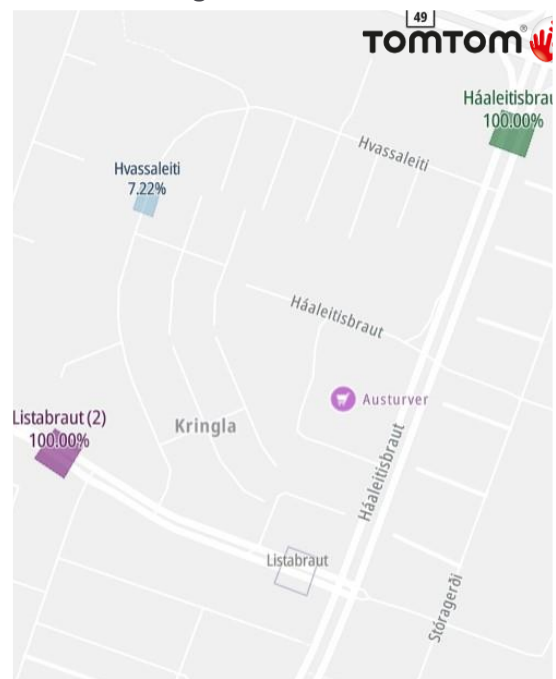 49
TOMTOM®
Háaleitisbrau
100.00%
Hvassaleiti
Hvassaleiti
7.22%
Háaleitisbraut
Austurver
Listabraut (2)
100.00%
Kringla
Háaleitisbraut
Listabraut
Stóragerði